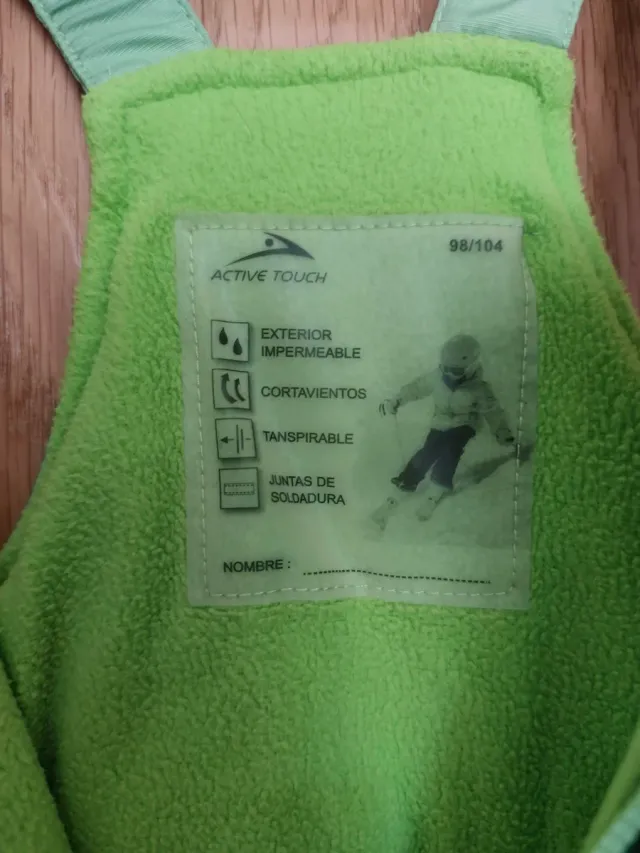 ACTIVE TOUCH
98/104
EXTERIOR
IMPERMEABLE
CORTAVIENTOS
TANSPIRABLE
JUNTAS DE
SOLDADURA
NOMBRE :